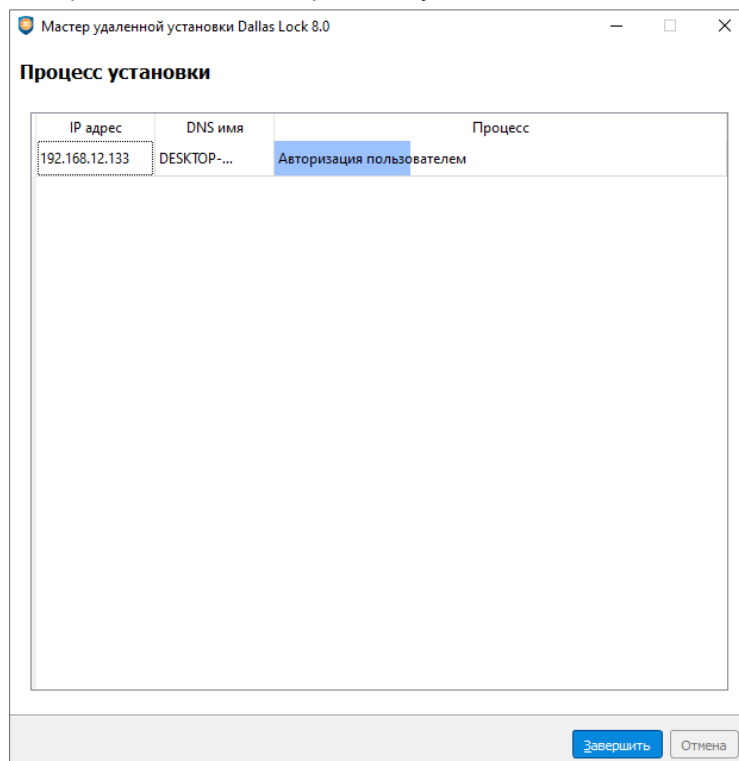 Мастер удаленной установки Dallas Lock 8.0
Процесс установки
IP адрес DNS имя Процесс
192.168.12.133 DESKTOP-... Авторизация пользователем
Завершить Отмена